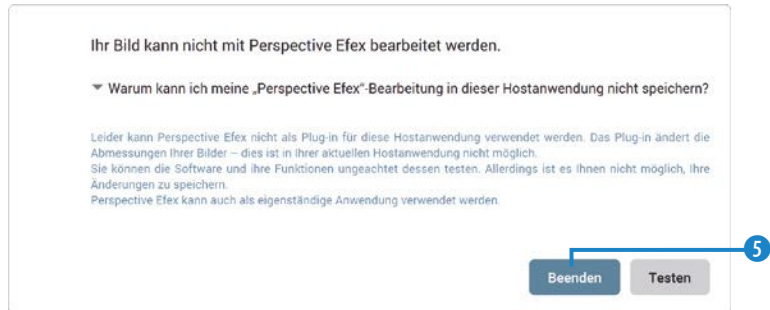 Ihr Bild kann nicht mit Perspective Efex bearbeitet werden.
Warum kann ich meine „Perspective Efex“-Bearbeitung in dieser Hostanwendung nicht speichern?
Leider kann Perspective Efex nicht als Plug-in für diese Hostanwendung verwendet werden. Das Plug-in ändert die
Abmessungen Ihrer Bilder – dies ist in Ihrer aktuellen Hostanwendung nicht möglich.
Sie können die Software und ihre Funktionen ungeachtet dessen testen. Allerdings ist es Ihnen nicht möglich, Ihre
Änderungen zu speichern.
Perspective Efex kann auch als eigenständige Anwendung verwendet werden.
5
Beenden Testen